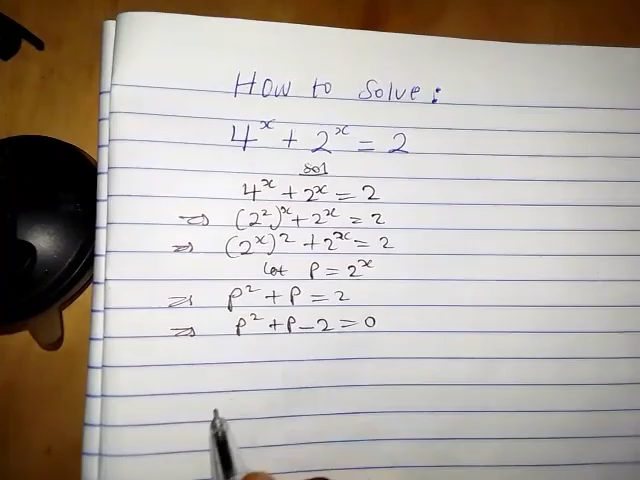 How to Solve:
4^x + 2^x = 2
sol
4^x + 2^x = 2
⇒ (2^2)^x + 2^x = 2
⇒ (2^x)^2 + 2^x = 2
let P = 2^x
⇒ P^2 + P = 2
⇒ P^2 + P - 2 = 0